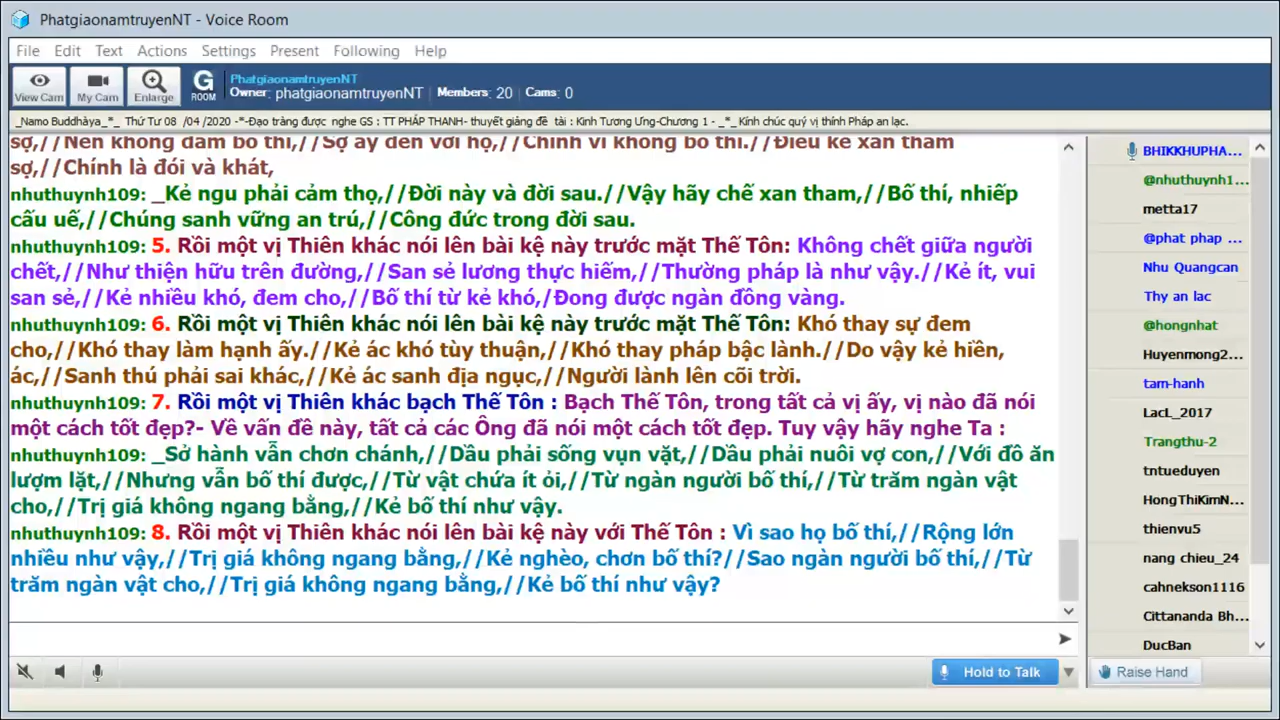 PhatgiaonamtruyenNT - Voice Room
File Edit Text Actions Settings Present Following Help
View Cam My Cam Enlarge G ROOM PhatgiaonamtruyenNT
Owner: phatgiaonamtruyenNT Members: 20 Cams: 0
_Namo Buddhàya_*_ Thứ Tư 08 /04 /2020 -*-Đạo tràng được nghe GS : TT PHÁP THANH- thuyết giảng đề tài : Kinh Tương Ưng-Chương 1 - _*_ Kính chúc quý vị thính Pháp an lạc.
sợ,//Nên không dám bố thí,//Sợ ấy đến với họ,//Chính vì không bố thí.//Điều kẻ xan tham
sợ,//Chính là đói và khát,
nhuthuynh109: _Kẻ ngu phải cảm thọ,//Đời này và đời sau.//Vậy hãy chế xan tham,//Bố thí, nhiếp
cấu uế,//Chúng sanh vững an trú,//Công đức trong đời sau.
nhuthuynh109: 5. Rồi một vị Thiên khác nói lên bài kệ này trước mặt Thế Tôn: Không chết giữa người
chết,//Như thiện hữu trên đường,//San sẻ lương thực hiếm,//Thường pháp là như vậy.//Kẻ ít, vui
san sẻ,//Kẻ nhiều khó, đem cho,//Bố thí từ kẻ khó,/Đong được ngàn đồng vàng.
nhuthuynh109: 6. Rồi một vị Thiên khác nói lên bài kệ này trước mặt Thế Tôn: Khó thay sự đem
cho,//Khó thay làm hạnh ấy.//Kẻ ác khó tùy thuận,//Khó thay pháp bậc lành.//Do vậy kẻ hiền,
ác,//Sanh thú phải sai khác,//Kẻ ác sanh địa ngục,//Người lành lên cõi trời.
nhuthuynh109: 7. Rồi một vị Thiên khác bạch Thế Tôn : Bạch Thế Tôn, trong tất cả vị ấy, vị nào đã nói
một cách tốt đẹp?- Về vấn đề này, tất cả các Ông đã nói một cách tốt đẹp. Tuy vậy hãy nghe Ta :
nhuthuynh109: _Sở hành vẫn chơn chánh,//Dầu phải sống vụn vặt,//Dầu phải nuôi vợ con,//Với đồ ăn
lượm lặt,//Nhưng vẫn bố thí được,//Từ vật chứa ít ỏi,//Từ ngàn người bố thí,//Từ trăm ngàn vật
cho,//Trị giá không ngang bằng,//Kẻ bố thí như vậy.
nhuthuynh109: 8. Rồi một vị Thiên khác nói lên bài kệ này với Thế Tôn : Vì sao họ bố thí,//Rộng lớn
nhiều như vậy,//Trị giá không ngang bằng,//Kẻ nghèo, chơn bố thí?//Sao ngàn người bố thí,//Từ
trăm ngàn vật cho,//Trị giá không ngang bằng,//Kẻ bố thí như vậy?
BHIKKHUPHA...
@nhuthuynh1...
metta17
@phat phap ...
Nhu Quangcan
Thy an lac
@hongnhat
Huyenmong2...
tam-hanh
LacL_2017
Trangthu-2
tntueduyen
HongThiKimN...
thienvu5
nang chieu_24
cahnekson1116
Cittananda Bh...
DucBan
Hold to Talk
Raise Hand